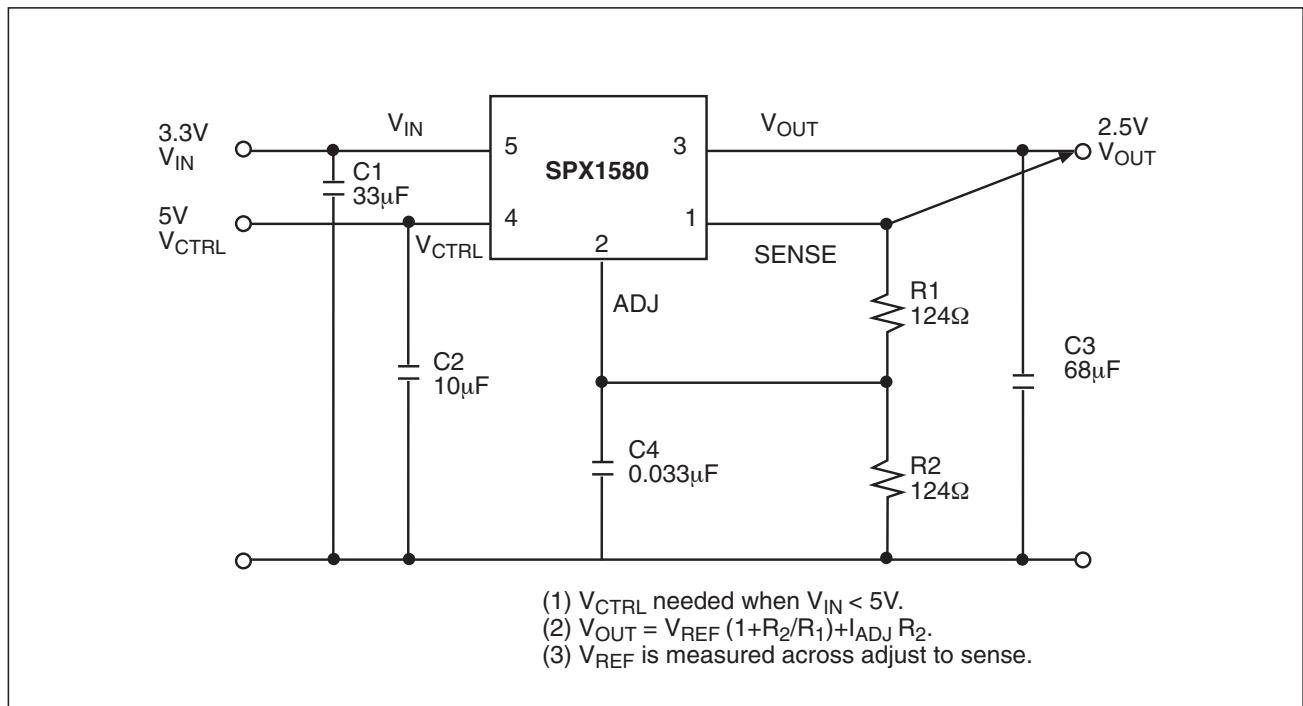 3.3V
V_IN
V_IN
5
SPX1580
3
V_OUT
2.5V
V_OUT
C1
33µF
5V
V_CTRL
V_CTRL
4
2
1
SENSE
ADJ
R1
124Ω
C2
10µF
C3
68µF
C4
0.033µF
R2
124Ω
(1) V_CTRL needed when V_IN < 5V.
(2) V_OUT = V_REF (1+R_2/R_1)+I_ADJ R_2.
(3) V_REF is measured across adjust to sense.